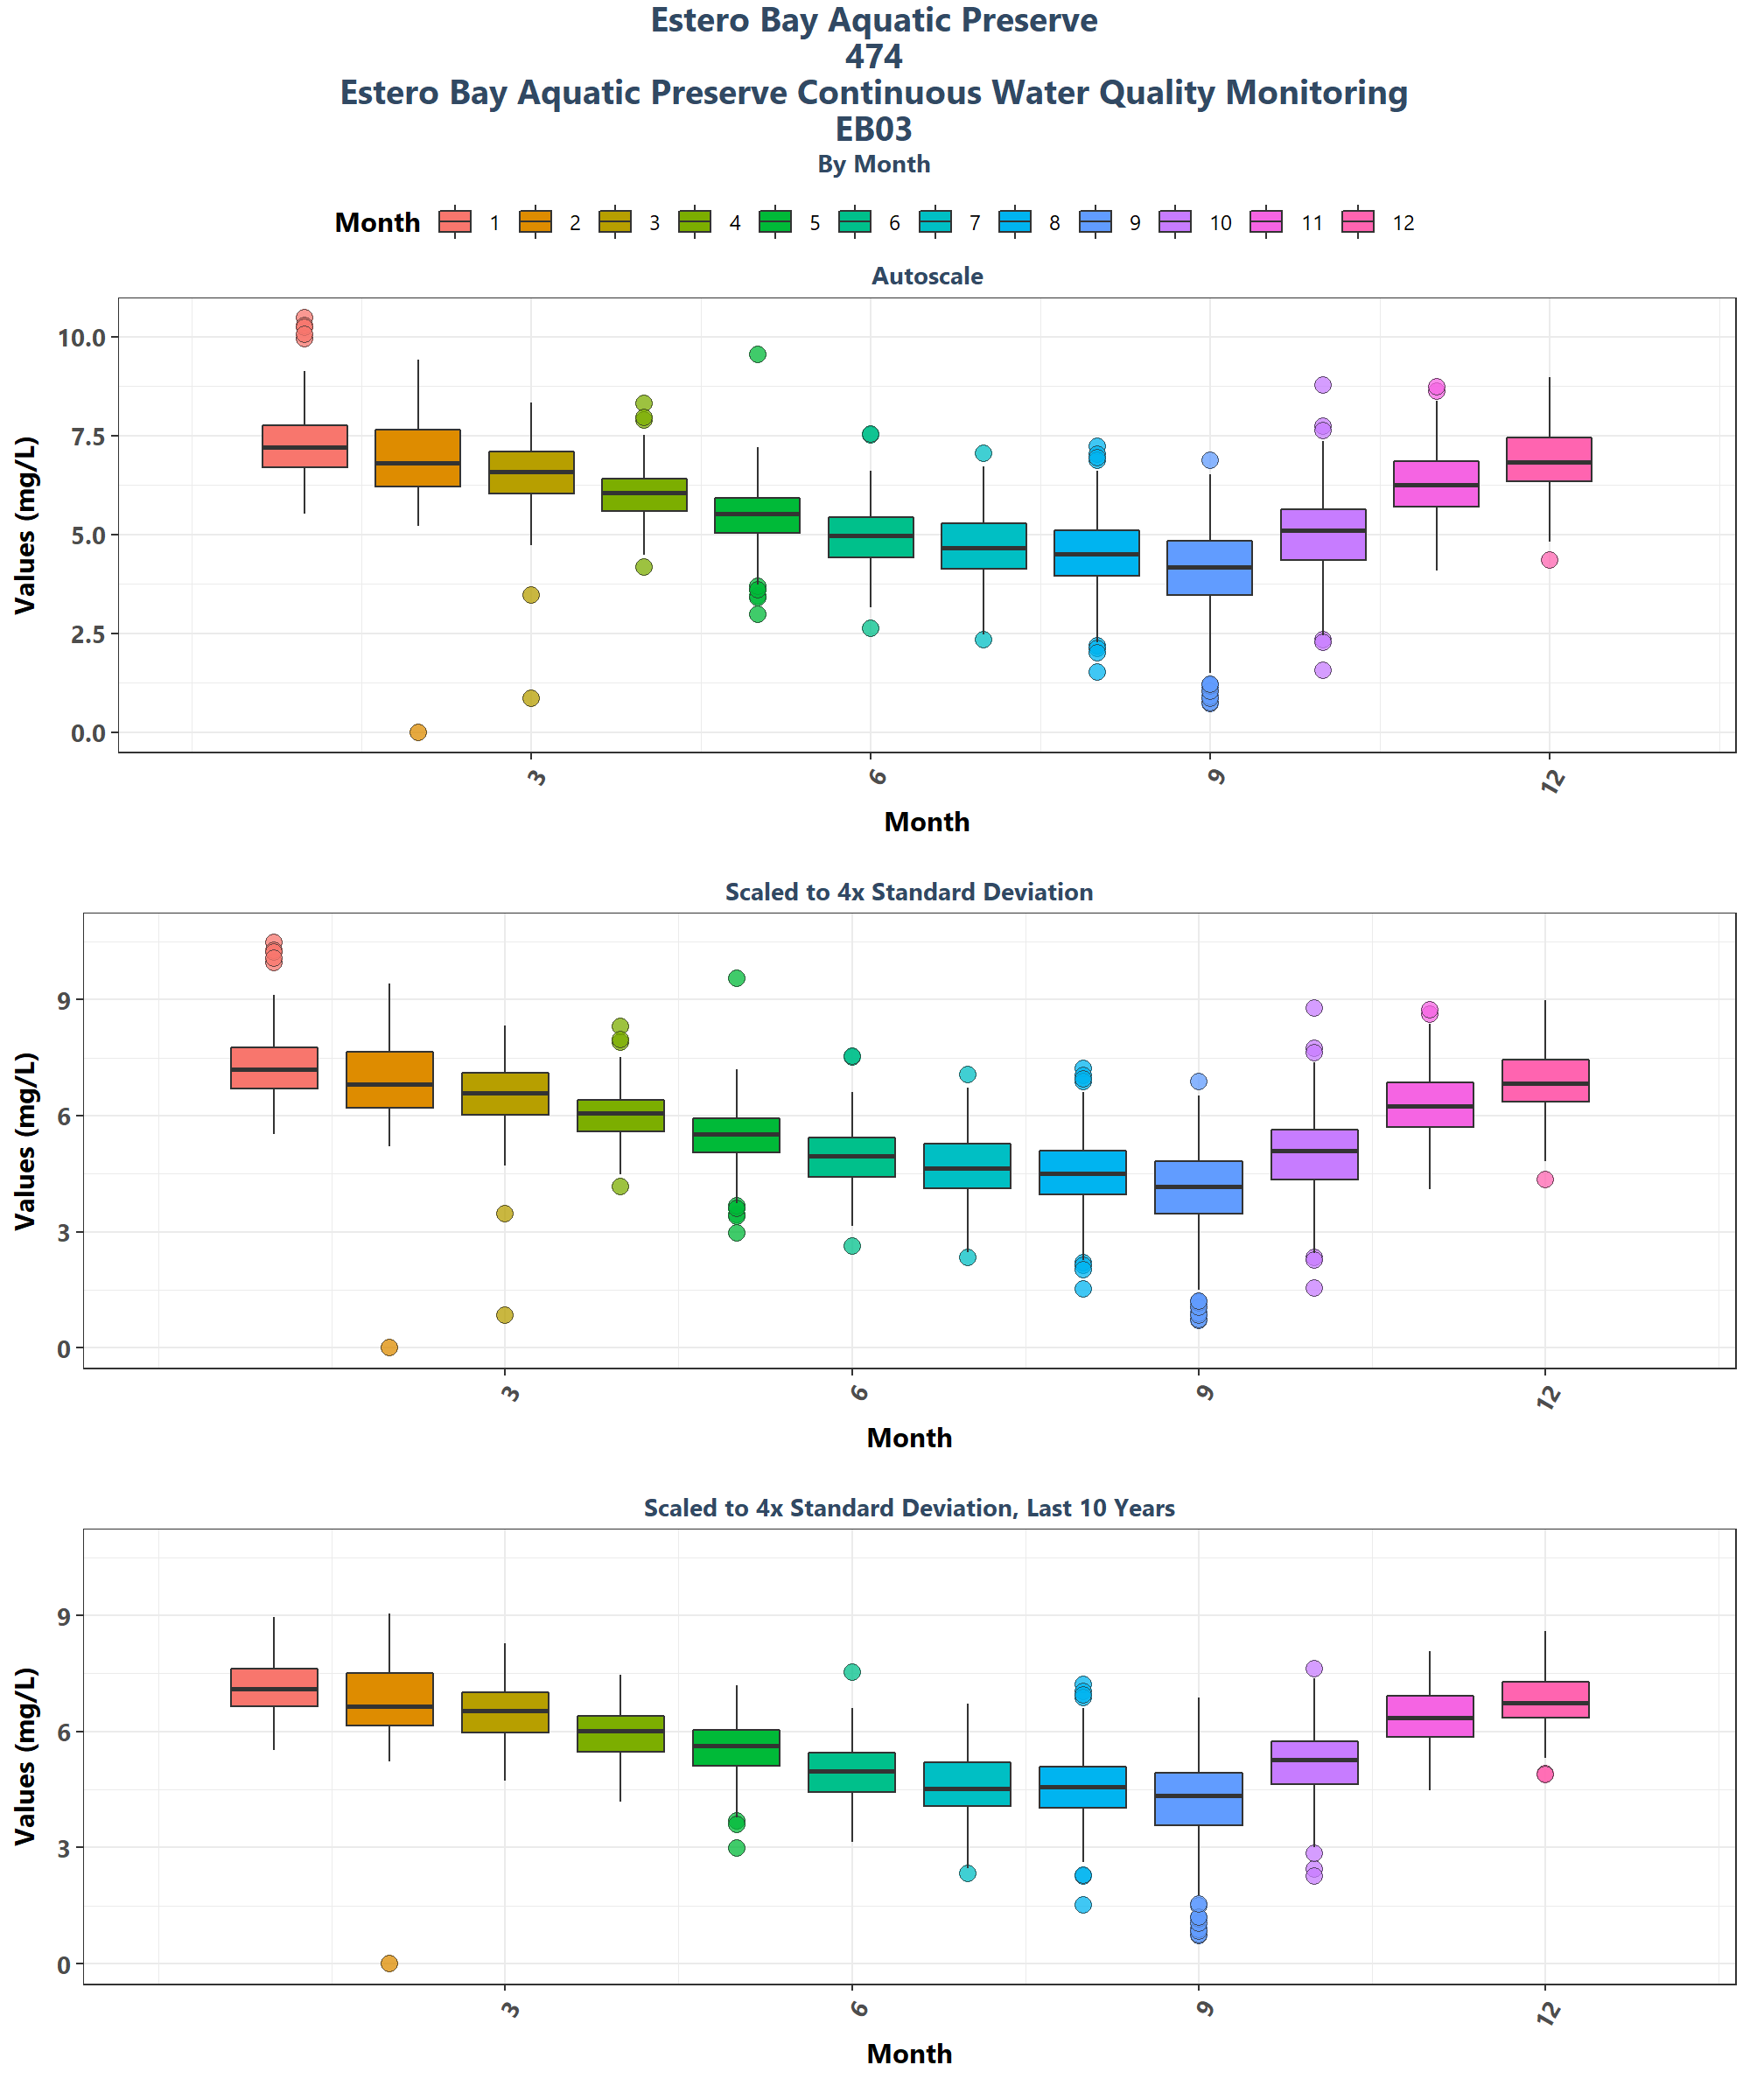 Estero Bay Aquatic Preserve
474
Estero Bay Aquatic Preserve Continuous Water Quality Monitoring
EB03
By Month
Month 1 2 3 4 5 6 7 8 9 10 11 12
Autoscale
Values (mg/L)
10.0
7.5
5.0
2.5
0.0
3 6 9 12
Month
Scaled to 4x Standard Deviation
Values (mg/L)
9
6
3
0
3 6 9 12
Month
Scaled to 4x Standard Deviation, Last 10 Years
Values (mg/L)
9
6
3
0
3 6 9 12
Month